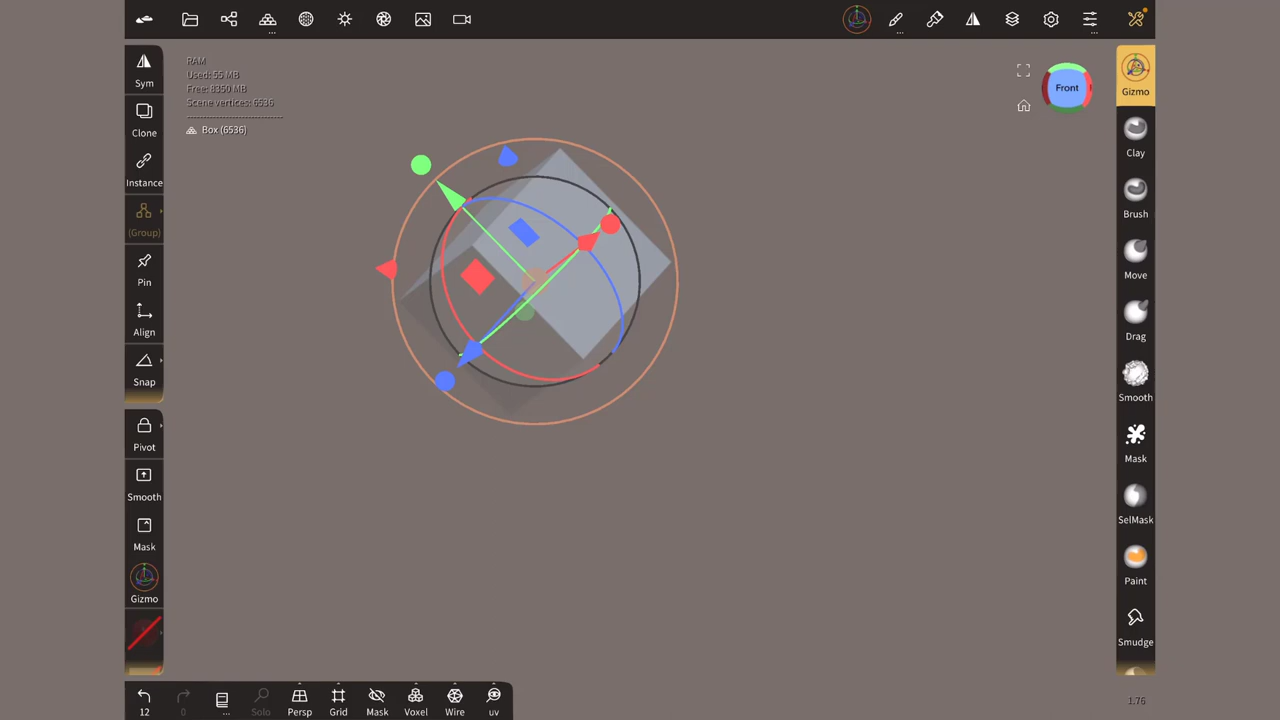 RAM
Used: 55 MB
Free: 8350 MB
Scene vertices: 6536
Box (6536)
Front
Sym
Clone
Instance
(Group)
Pin
Align
Snap
Pivot
Smooth
Mask
Gizmo
Gizmo
Clay
Brush
Move
Drag
Smooth
Mask
SelMask
Paint
Smudge
12
0
...
Solo
Persp
Grid
Mask
Voxel
Wire
uv
1.76